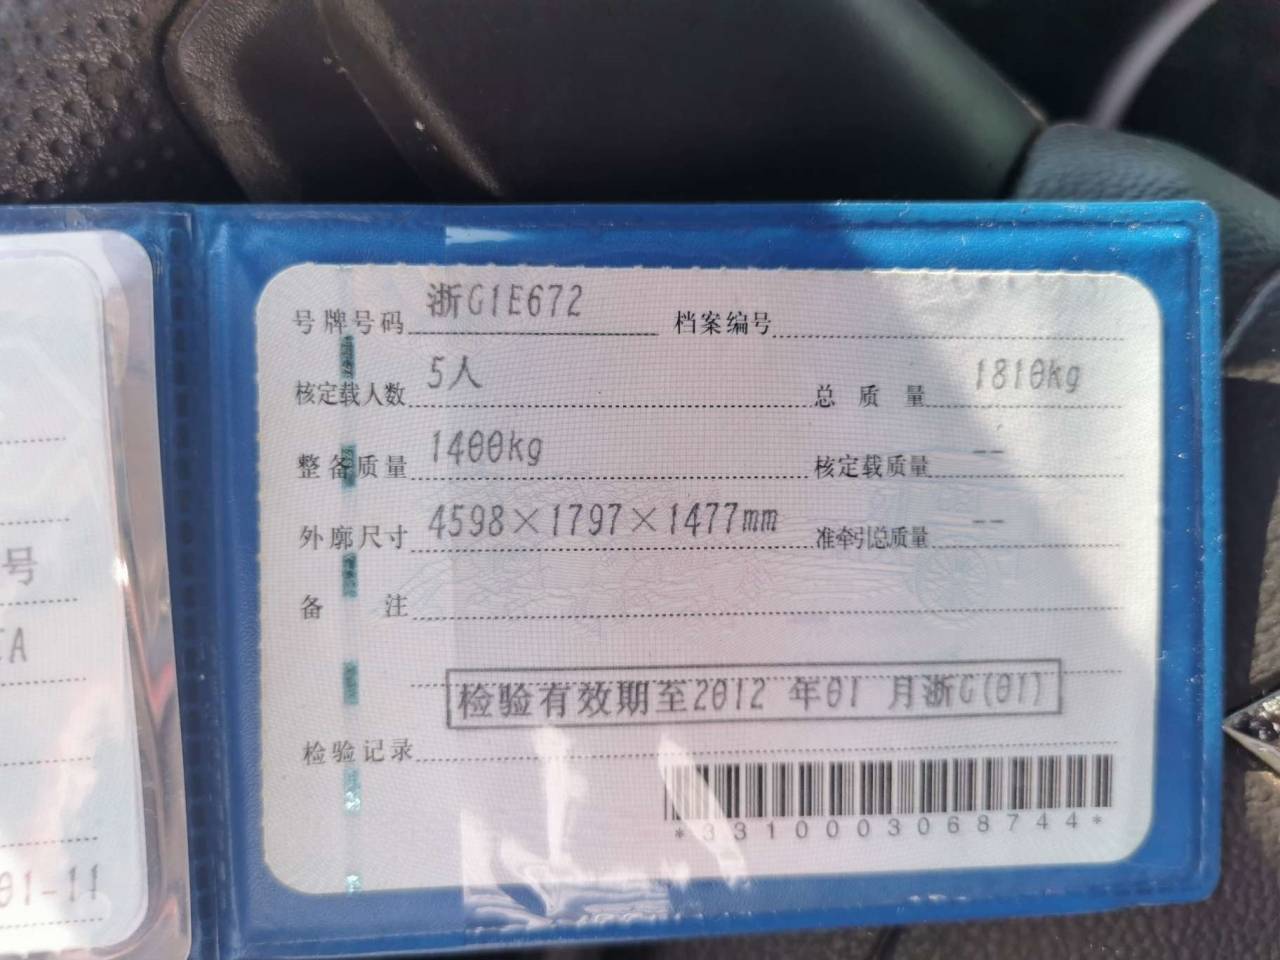 号牌号码 浙G1E672 档案编号
核定载人数 5人 总质量 1810kg
整备质量 1400kg 核定载质量 --
外廓尺寸 4598×1797×1477mm 准牵引总质量 --
备注
检验有效期至2012 年01 月浙G(01)
检验记录
*3310003068744*
号
A
01-11